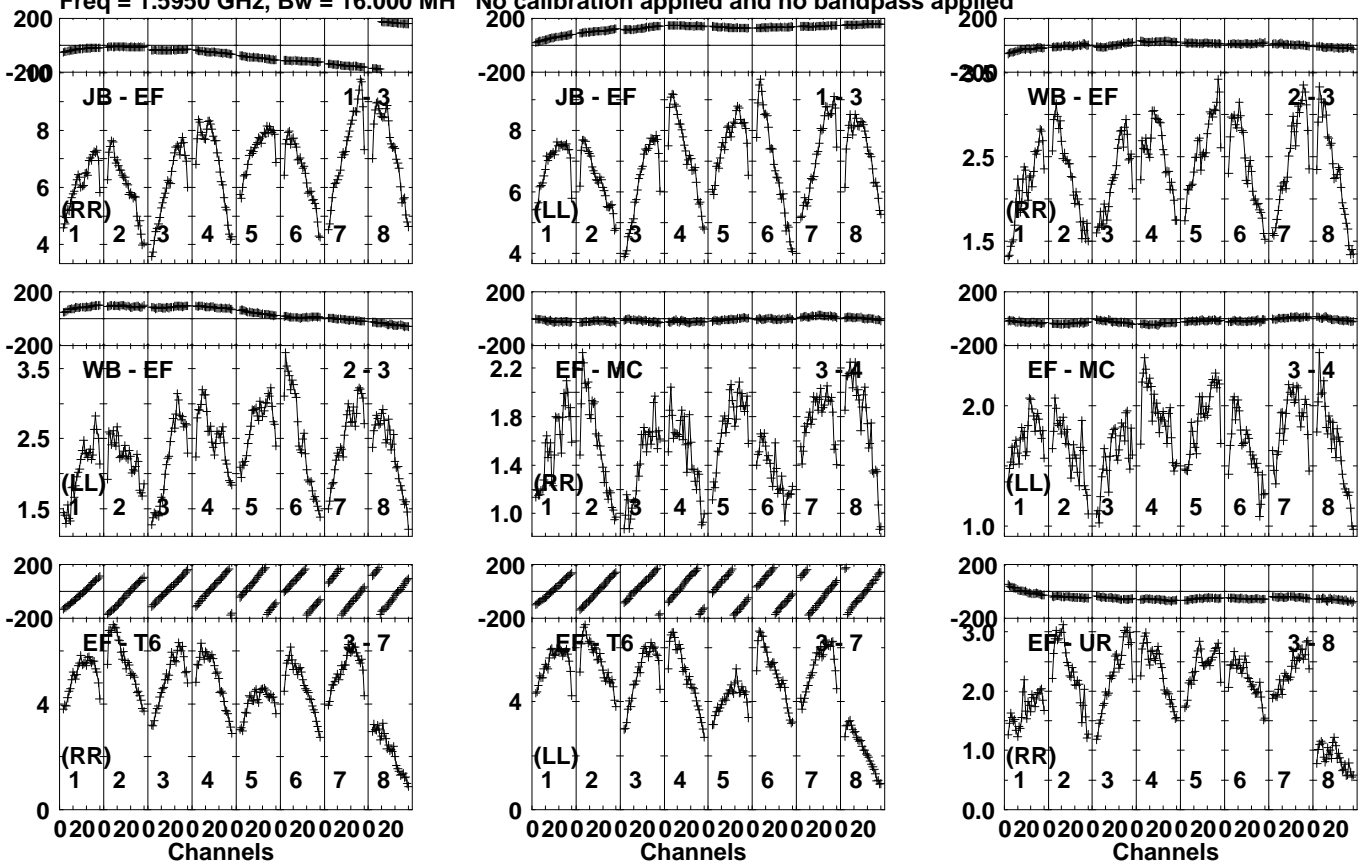 Freq = 1.5950 GHz, Bw = 16.000 MH No calibration applied and no bandpass applied
200
-200
10
8
6
4
JB - EF 1 - 3
(RR)
1 2 3 4 5 6 7 8
200
-200
10
8
6
4
JB - EF 1 - 3
(LL)
1 2 3 4 5 6 7 8
200
-200
3.5
2.5
1.5
WB - EF 2 - 3
(RR)
1 2 3 4 5 6 7 8
200
-200
3.5
2.5
1.5
WB - EF 2 - 3
(LL)
1 2 3 4 5 6 7 8
200
-200
2.2
1.8
1.4
1.0
EF - MC 3 - 4
(RR)
1 2 3 4 5 6 7 8
200
-200
2.0
1.0
EF - MC 3 - 4
(LL)
1 2 3 4 5 6 7 8
200
-200
4
0
EF - T6 3 - 7
(RR)
1 2 3 4 5 6 7 8
020020020020020020020020
Channels
200
-200
4
0
EF - T6 3 - 7
(LL)
1 2 3 4 5 6 7 8
020020020020020020020020
Channels
200
-200
3.0
2.0
1.0
0.0
EF - UR 3 - 8
(RR)
1 2 3 4 5 6 7 8
020020020020020020020020
Channels